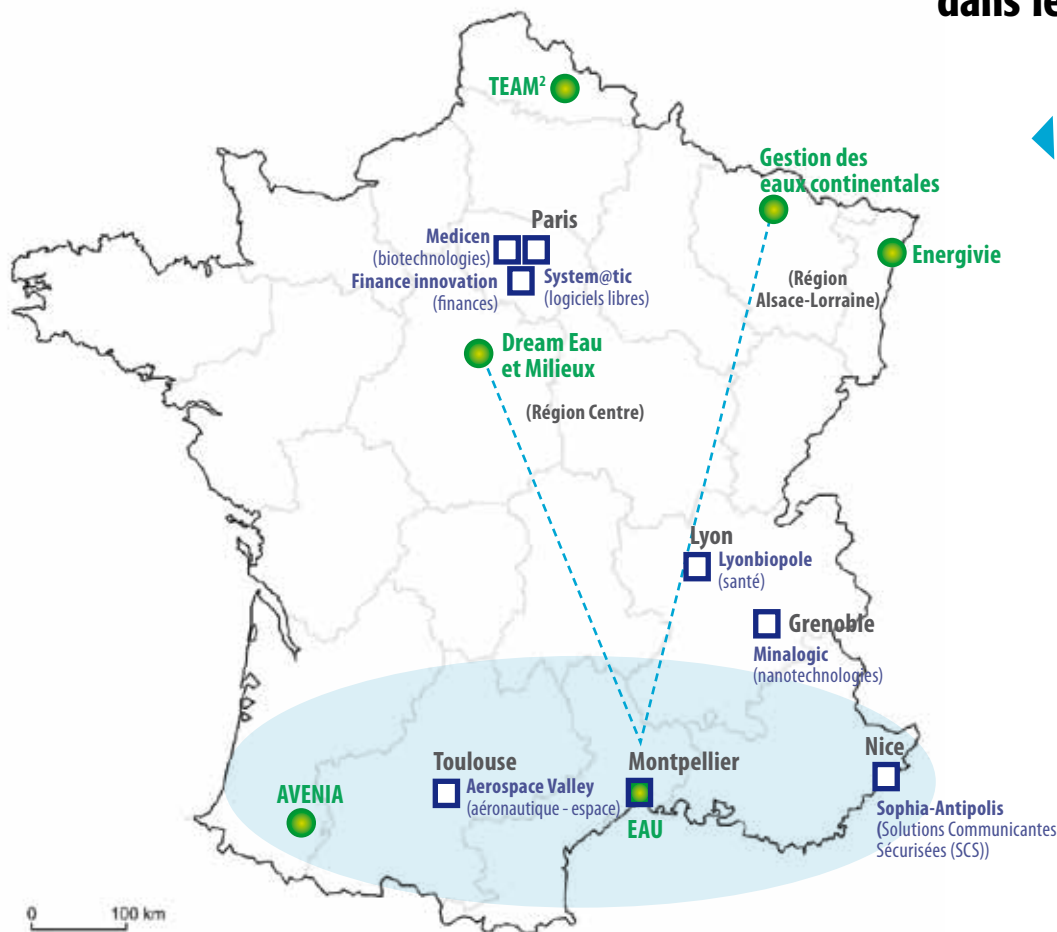 dans le
TEAM²
Gestion des
eaux continentales
Paris
Medicen
(biotechnologies)
Energivie
Finance innovation
(finances)
System@tic
(logiciels libres)
(Région
Alsace-Lorraine)
Dream Eau
et Milieux
(Région Centre)
Lyon
Lyonbiopole
(santé)
Grenoble
Minalogic
(nanotechnologies)
Toulouse
Aerospace Valley
(aéronautique - espace)
Montpellier
EAU
Nice
Sophia-Antipolis
(Solutions Communicantes
Sécurisées (SCS))
AVENIA
0 100 km